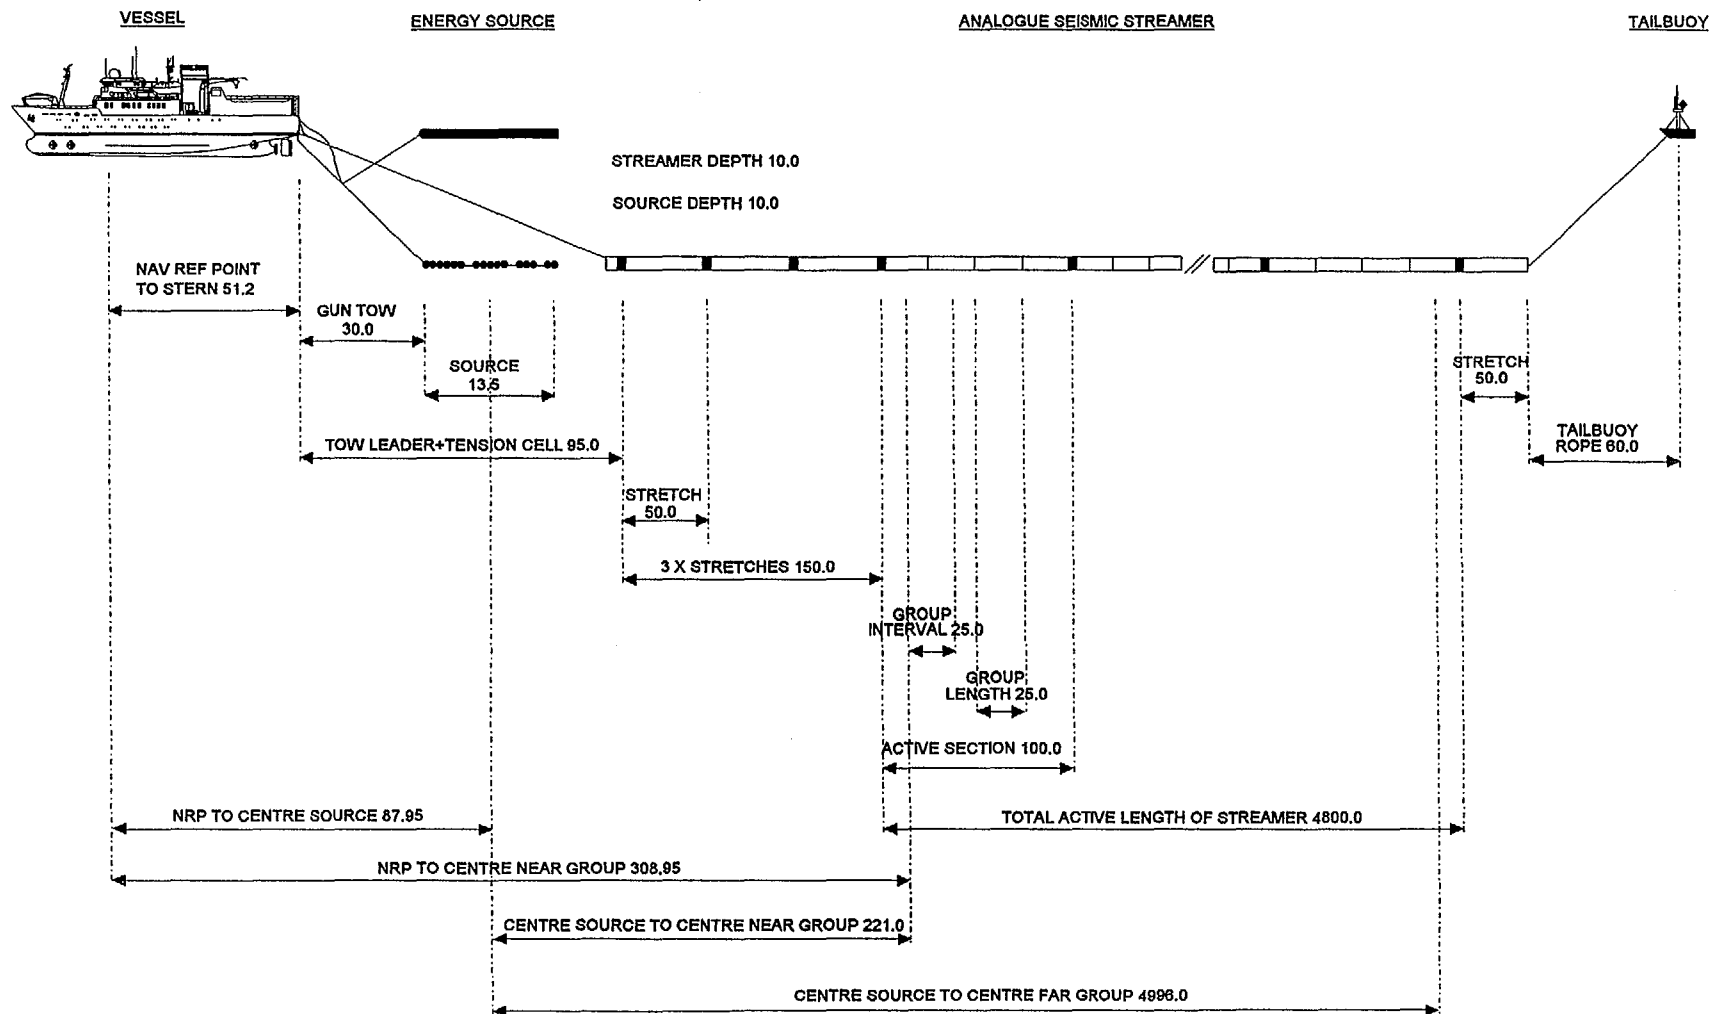 VESSEL
ENERGY SOURCE
ANALOGUE SEISMIC STREAMER
TAILBUOY
STREAMER DEPTH 10.0
SOURCE DEPTH 10.0
NAV REF POINT
TO STERN 51.2
GUN TOW
30.0
SOURCE
13.5
STRETCH
50.0
TOW LEADER+TENSION CELL 95.0
TAILBUOY
ROPE 60.0
STRETCH
50.0
3 X STRETCHES 150.0
GROUP
INTERVAL 25.0
GROUP
LENGTH 25.0
ACTIVE SECTION 100.0
NRP TO CENTRE SOURCE 87.95
TOTAL ACTIVE LENGTH OF STREAMER 4800.0
NRP TO CENTRE NEAR GROUP 308.95
CENTRE SOURCE TO CENTRE NEAR GROUP 221.0
CENTRE SOURCE TO CENTRE FAR GROUP 4996.0